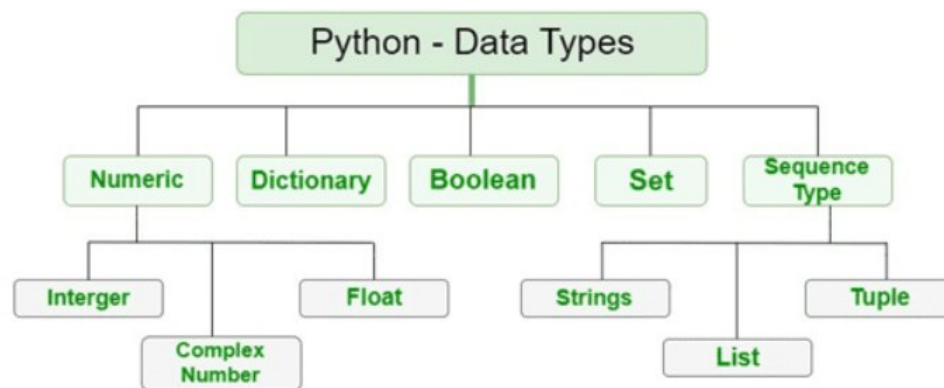 Python - Data Types
Numeric
Dictionary
Boolean
Set
Sequence
Type
Interger
Complex
Number
Float
Strings
List
Tuple